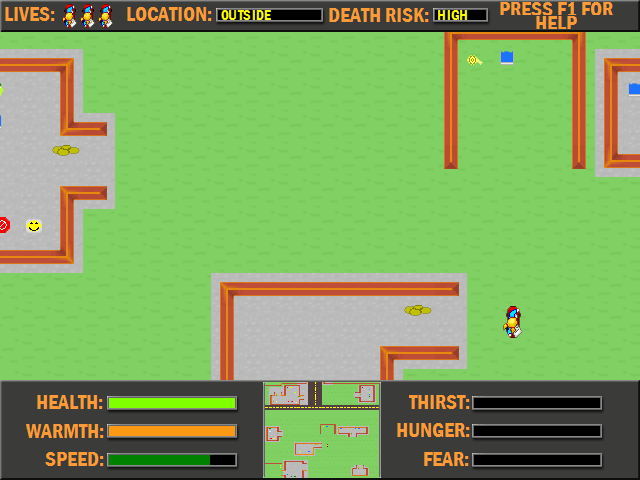 LIVES:
LOCATION: OUTSIDE
DEATH RISK: HIGH
PRESS F1 FOR
HELP
HEALTH:
WARMTH:
SPEED:
THIRST:
HUNGER:
FEAR: